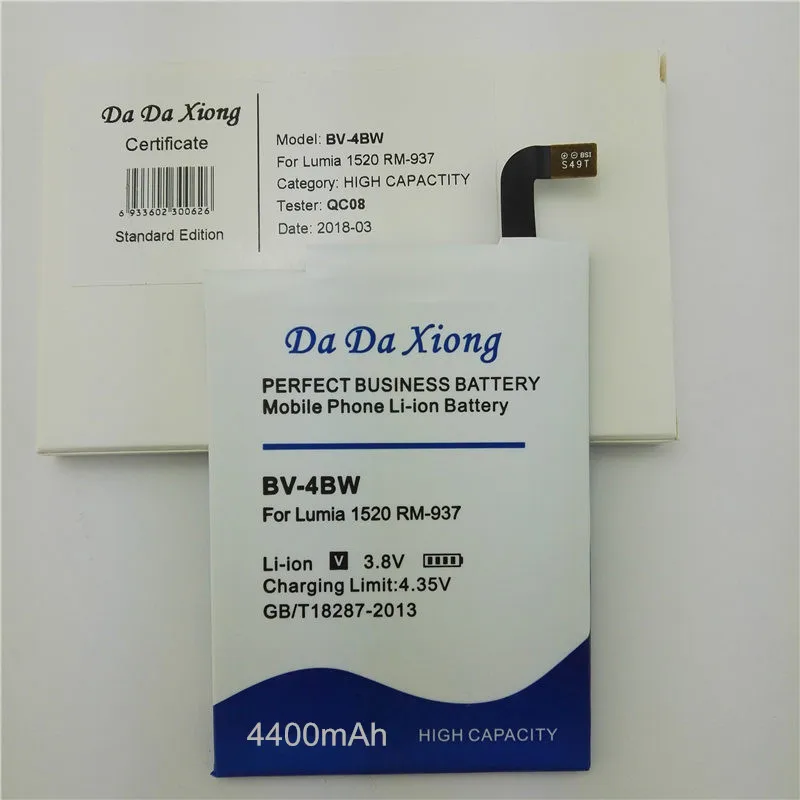 Da Da Xiong
Certificate
6 933602 300626
Standard Edition
Model: BV-4BW
For Lumia 1520 RM-937
Category: HIGH CAPACTITY
Tester: QC08
Date: 2018-03
⊕ ⊖ BSI
S49T
Da Da Xiong
PERFECT BUSINESS BATTERY
Mobile Phone Li-ion Battery
BV-4BW
For Lumia 1520 RM-937
Li-ion V 3.8V
Charging Limit:4.35V
GB/T18287-2013
4400mAh HIGH CAPACITY